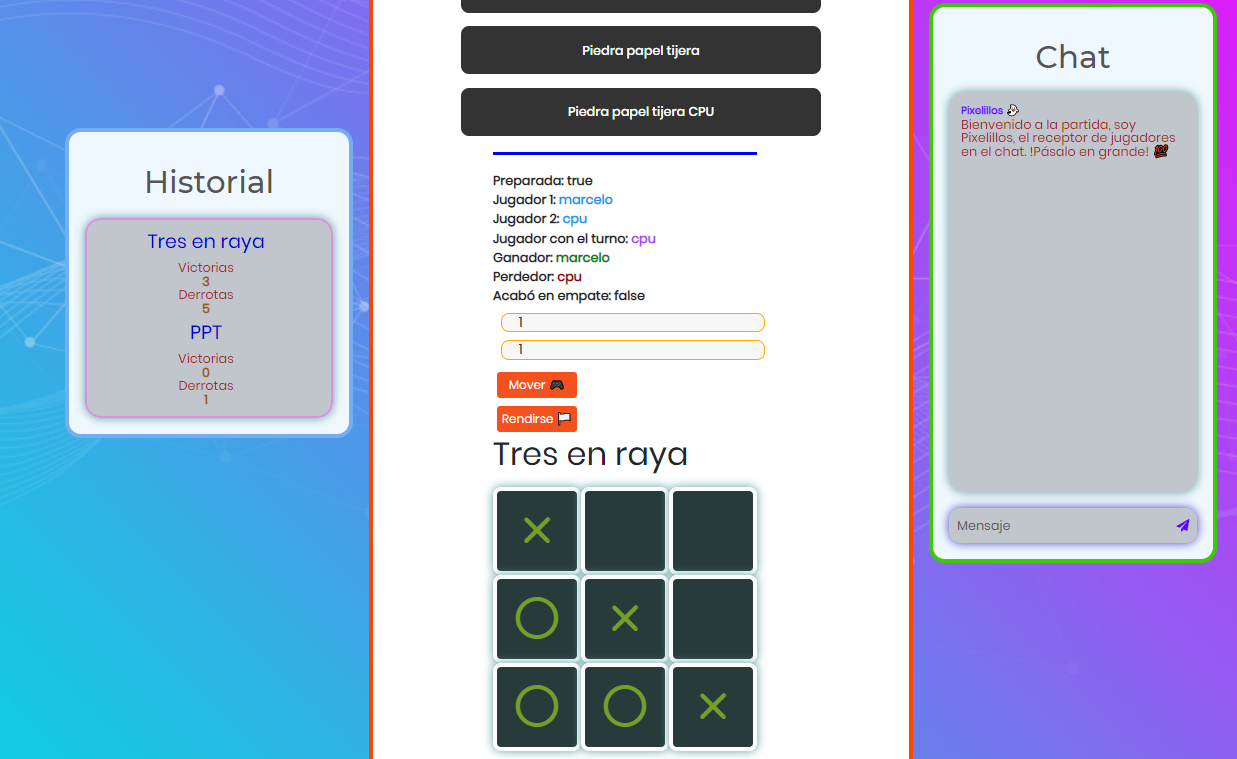 Historial
Tres en raya
Victorias
3
Derrotas
5
PPT
Victorias
0
Derrotas
1
Piedra papel tijera
Piedra papel tijera CPU
Preparada: true
Jugador 1: marcelo
Jugador 2: cpu
Jugador con el turno: cpu
Ganador: marcelo
Perdedor: cpu
Acabó en empate: false
1
1
Mover 🎮
Rendirse 🏳️
Tres en raya
Chat
Pixelillos 👻
Bienvenido a la partida, soy
Pixelillos, el receptor de jugadores
en el chat. !Pásalo en grande! 💯
Mensaje